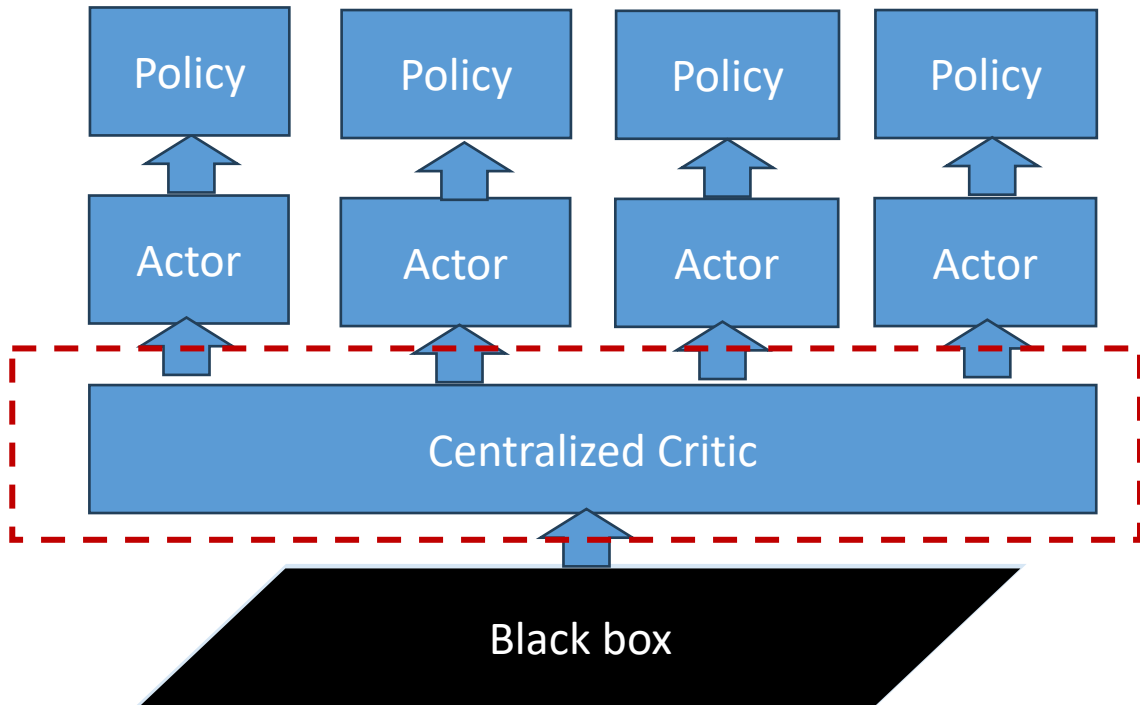 Policy
Policy
Policy
Policy
Actor
Actor
Actor
Actor
Centralized Critic
Black box